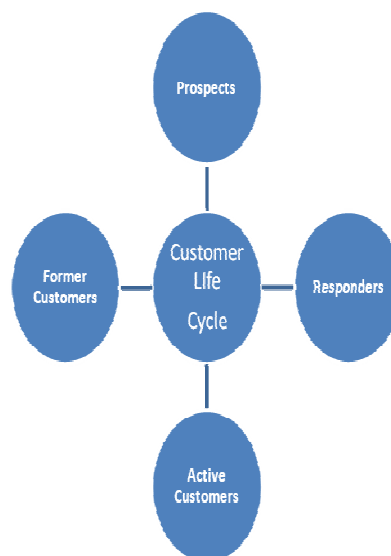 Prospects
Former
Customers
Customer
LIfe
Cycle
Responders
Active
Customers